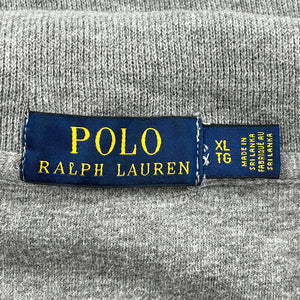 POLO
RALPH LAUREN
XL
TG
MADE IN
SRI LANKA
FABRIQUÉ AU
SRI LANKA